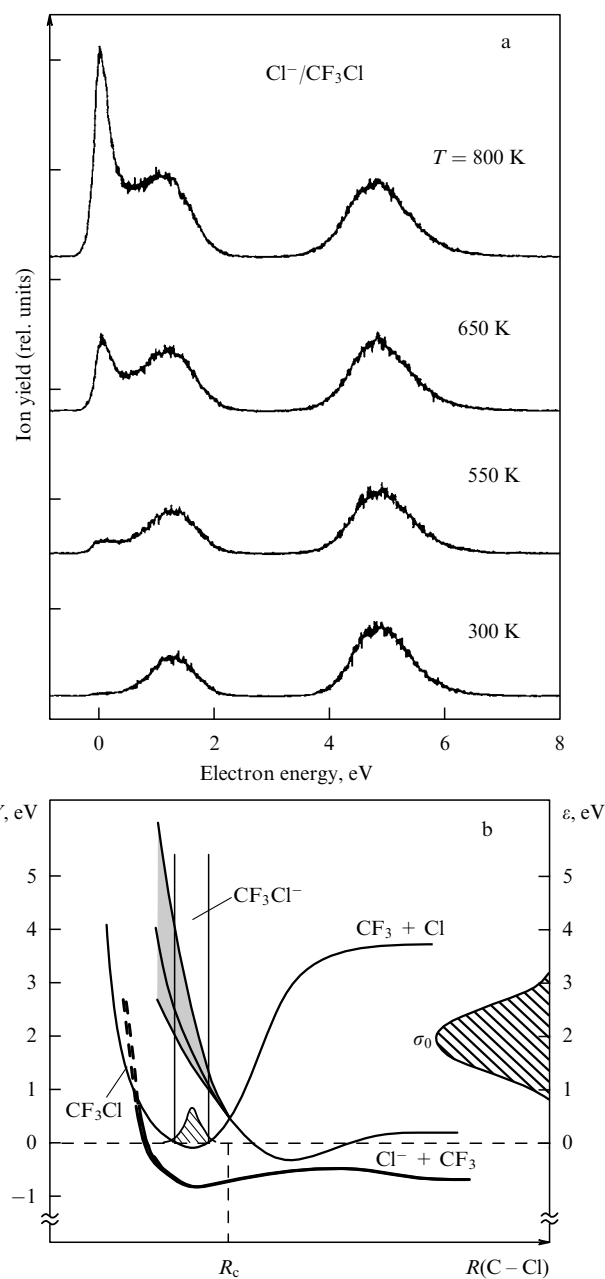 a
Cl⁻/CF₃Cl
T = 800 K
650 K
550 K
300 K
Ion yield (rel. units)
0 2 4 6 8
Electron energy, eV
, eV
b
ε, eV
5
4
3
2
1
0
−1
5
4
3
2
1
0
CF₃Cl⁻
CF₃ + Cl
σ₀
CF₃Cl
Cl⁻ + CF₃
R_c
R(C – Cl)